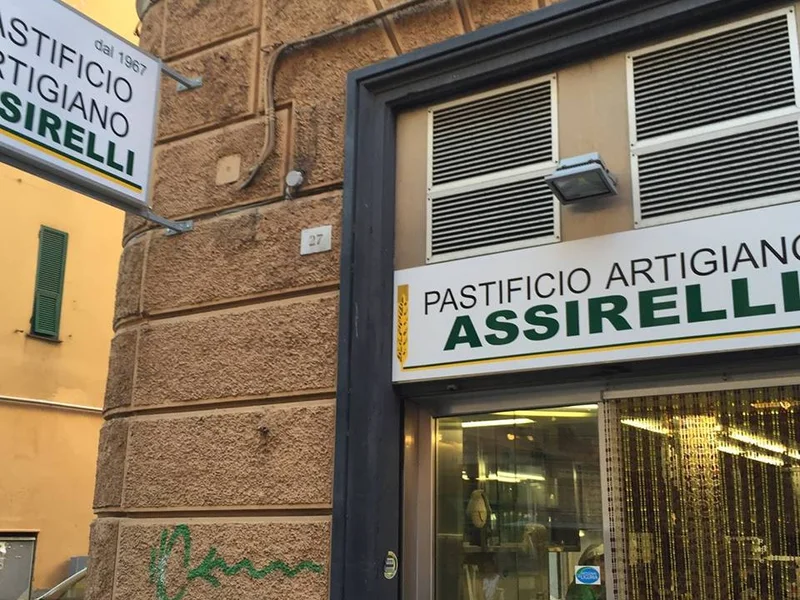 dal 1967
PASTIFICIO
ARTIGIANO
ASSIRELLI
27
PASTIFICIO ARTIGIANO
ASSIRELLI